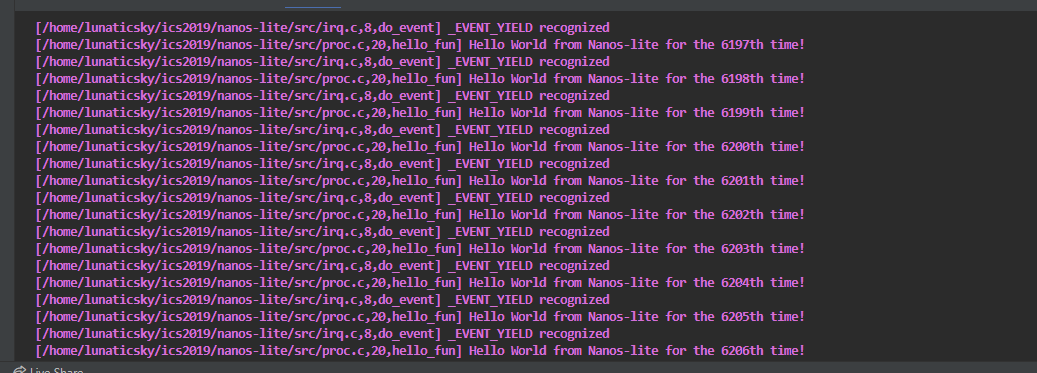 [/home/lunaticsky/ics2019/nanos-lite/src/irq.c,8,do_event] _EVENT_YIELD recognized
[/home/lunaticsky/ics2019/nanos-lite/src/proc.c,20,hello_fun] Hello World from Nanos-lite for the 6197th time!
[/home/lunaticsky/ics2019/nanos-lite/src/irq.c,8,do_event] _EVENT_YIELD recognized
[/home/lunaticsky/ics2019/nanos-lite/src/proc.c,20,hello_fun] Hello World from Nanos-lite for the 6198th time!
[/home/lunaticsky/ics2019/nanos-lite/src/irq.c,8,do_event] _EVENT_YIELD recognized
[/home/lunaticsky/ics2019/nanos-lite/src/proc.c,20,hello_fun] Hello World from Nanos-lite for the 6199th time!
[/home/lunaticsky/ics2019/nanos-lite/src/irq.c,8,do_event] _EVENT_YIELD recognized
[/home/lunaticsky/ics2019/nanos-lite/src/proc.c,20,hello_fun] Hello World from Nanos-lite for the 6200th time!
[/home/lunaticsky/ics2019/nanos-lite/src/irq.c,8,do_event] _EVENT_YIELD recognized
[/home/lunaticsky/ics2019/nanos-lite/src/proc.c,20,hello_fun] Hello World from Nanos-lite for the 6201th time!
[/home/lunaticsky/ics2019/nanos-lite/src/irq.c,8,do_event] _EVENT_YIELD recognized
[/home/lunaticsky/ics2019/nanos-lite/src/proc.c,20,hello_fun] Hello World from Nanos-lite for the 6202th time!
[/home/lunaticsky/ics2019/nanos-lite/src/irq.c,8,do_event] _EVENT_YIELD recognized
[/home/lunaticsky/ics2019/nanos-lite/src/proc.c,20,hello_fun] Hello World from Nanos-lite for the 6203th time!
[/home/lunaticsky/ics2019/nanos-lite/src/irq.c,8,do_event] _EVENT_YIELD recognized
[/home/lunaticsky/ics2019/nanos-lite/src/proc.c,20,hello_fun] Hello World from Nanos-lite for the 6204th time!
[/home/lunaticsky/ics2019/nanos-lite/src/irq.c,8,do_event] _EVENT_YIELD recognized
[/home/lunaticsky/ics2019/nanos-lite/src/proc.c,20,hello_fun] Hello World from Nanos-lite for the 6205th time!
[/home/lunaticsky/ics2019/nanos-lite/src/irq.c,8,do_event] _EVENT_YIELD recognized
[/home/lunaticsky/ics2019/nanos-lite/src/proc.c,20,hello_fun] Hello World from Nanos-lite for the 6206th time!
Live Share